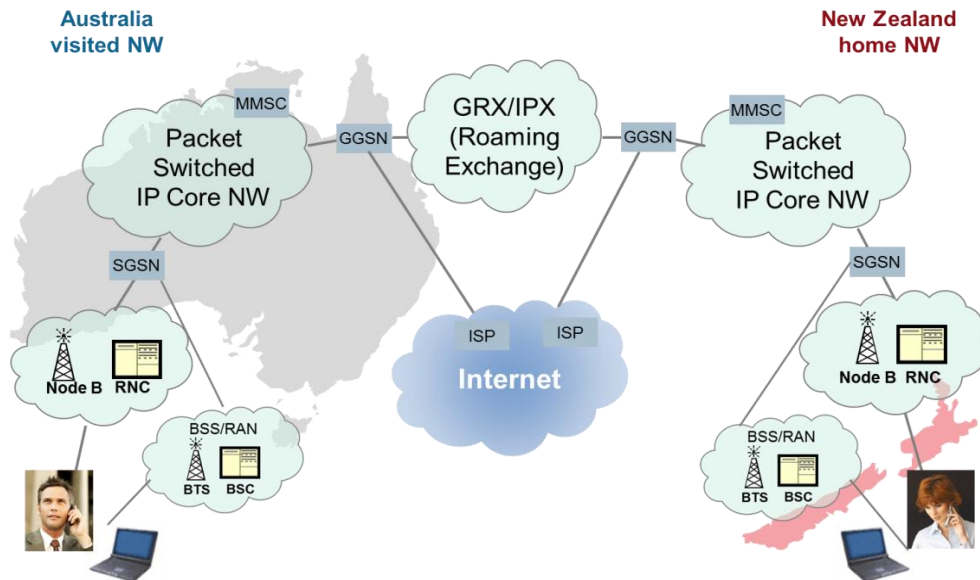 Australia
visited NW
New Zealand
home NW
MMSC
Packet
Switched
IP Core NW
GGSN
GRX/IPX
(Roaming
Exchange)
GGSN
MMSC
Packet
Switched
IP Core NW
SGSN
SGSN
Node B RNC
ISP
ISP
Internet
Node B RNC
BSS/RAN
BTS BSC
BSS/RAN
BTS BSC